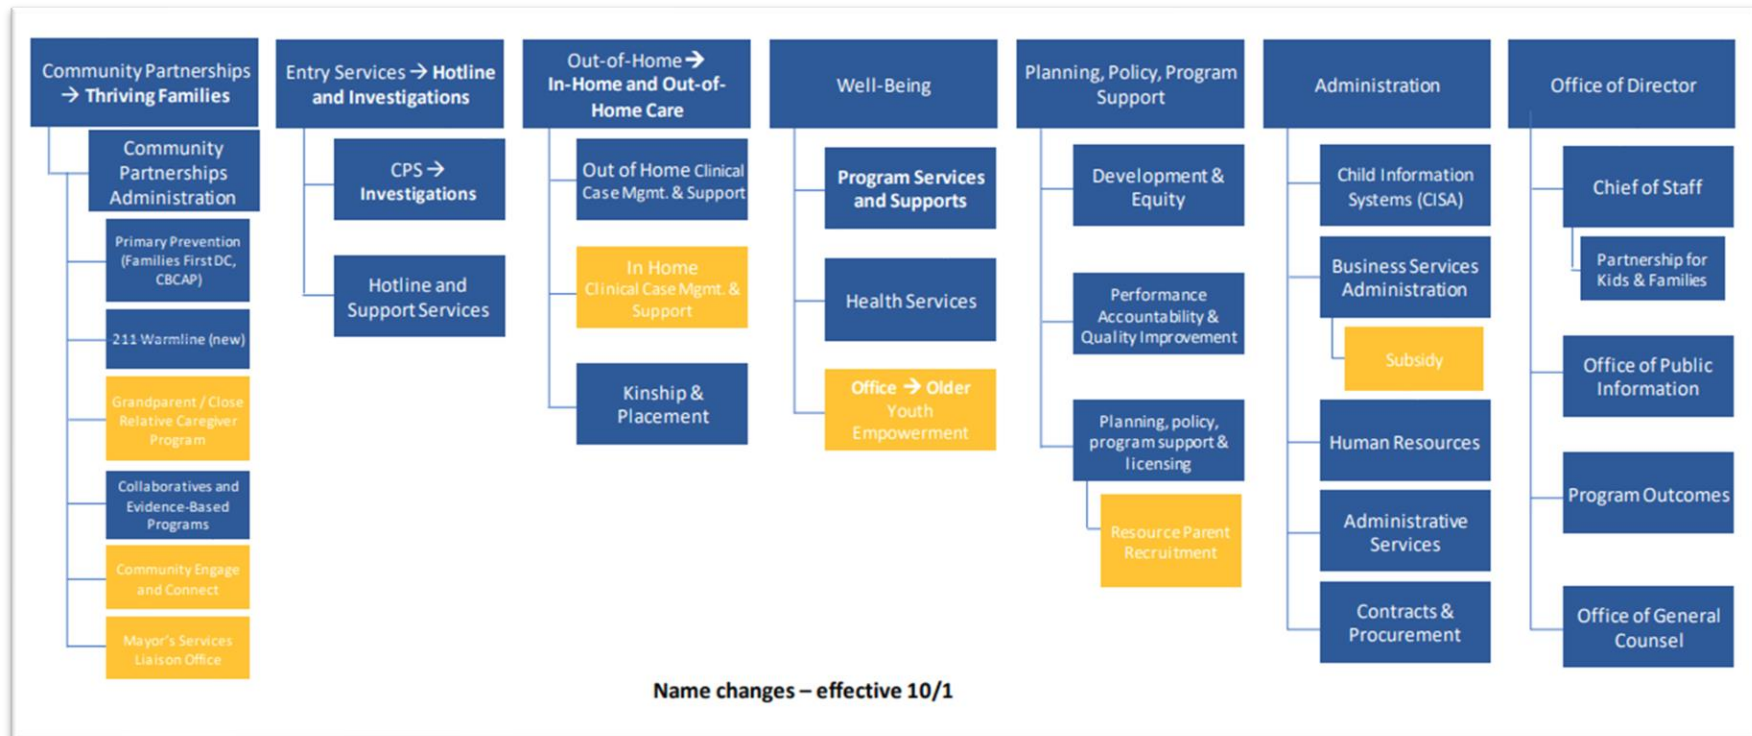 Community Partnerships
→ Thriving Families
Community
Partnerships
Administration
Primary Prevention
(Families First DC,
CBCAP)
211 Warmline (new)
Grandparent / Close
Relative Caregiver
Program
Collaboratives and
Evidence-Based
Programs
Community Engage
and Connect
Mayor's Services
Liaison Office
Entry Services → Hotline
and Investigations
CPS →
Investigations
Hotline and
Support Services
Out-of-Home →
In-Home and Out-of-
Home Care
Out of Home Clinical
Case Mgmt. & Support
In Home
Clinical Case Mgmt. &
Support
Kinship &
Placement
Well-Being
Program Services
and Supports
Health Services
Office → Older
Youth
Empowerment
Planning, Policy, Program
Support
Development &
Equity
Performance
Accountability &
Quality Improvement
Planning, policy,
program support &
licensing
Resource Parent
Recruitment
Administration
Child Information
Systems (CISA)
Business Services
Administration
Subsidy
Human Resources
Administrative
Services
Contracts &
Procurement
Office of Director
Chief of Staff
Partnership for
Kids & Families
Office of Public
Information
Program Outcomes
Office of General
Counsel
Name changes – effective 10/1